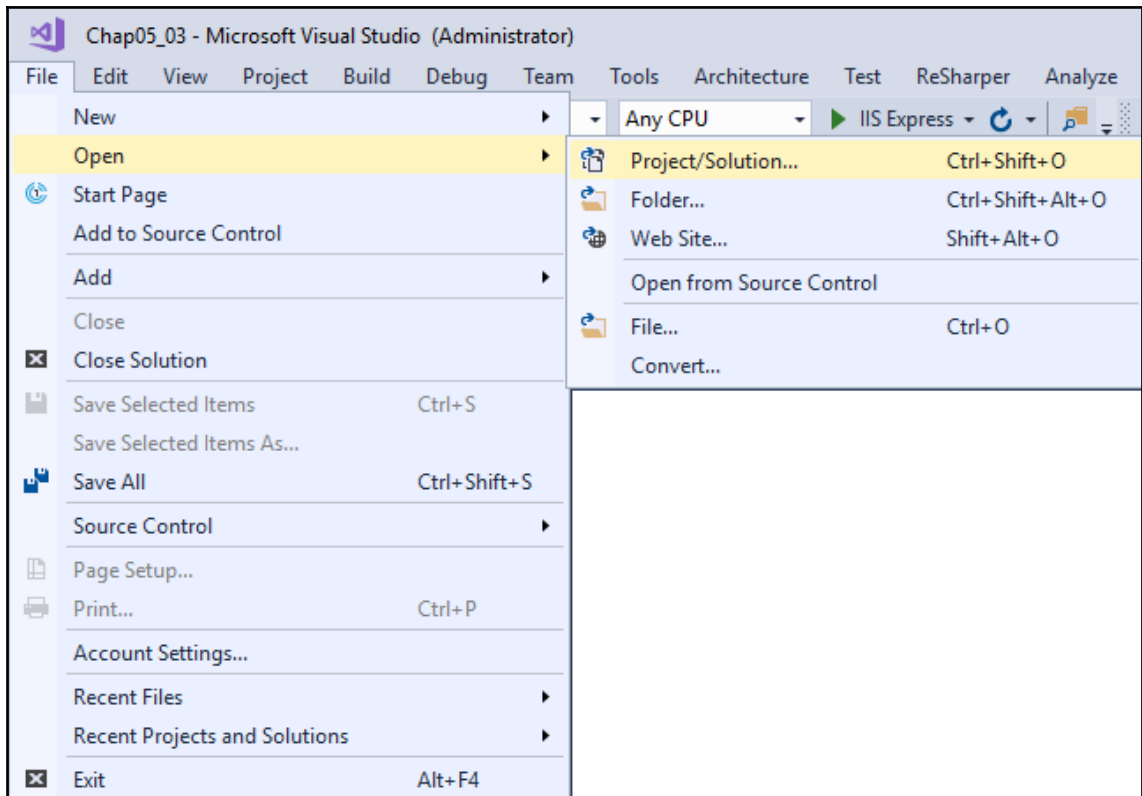 Chap05_03 - Microsoft Visual Studio (Administrator)
File Edit View Project Build Debug Team Tools Architecture Test ReSharper Analyze
Any CPU IIS Express
New
Open
Start Page
Add to Source Control
Add
Close
Close Solution
Save Selected Items Ctrl+S
Save Selected Items As...
Save All Ctrl+Shift+S
Source Control
Page Setup...
Print... Ctrl+P
Account Settings...
Recent Files
Recent Projects and Solutions
Exit Alt+F4
Project/Solution... Ctrl+Shift+O
Folder... Ctrl+Shift+Alt+O
Web Site... Shift+Alt+O
Open from Source Control
File... Ctrl+O
Convert...